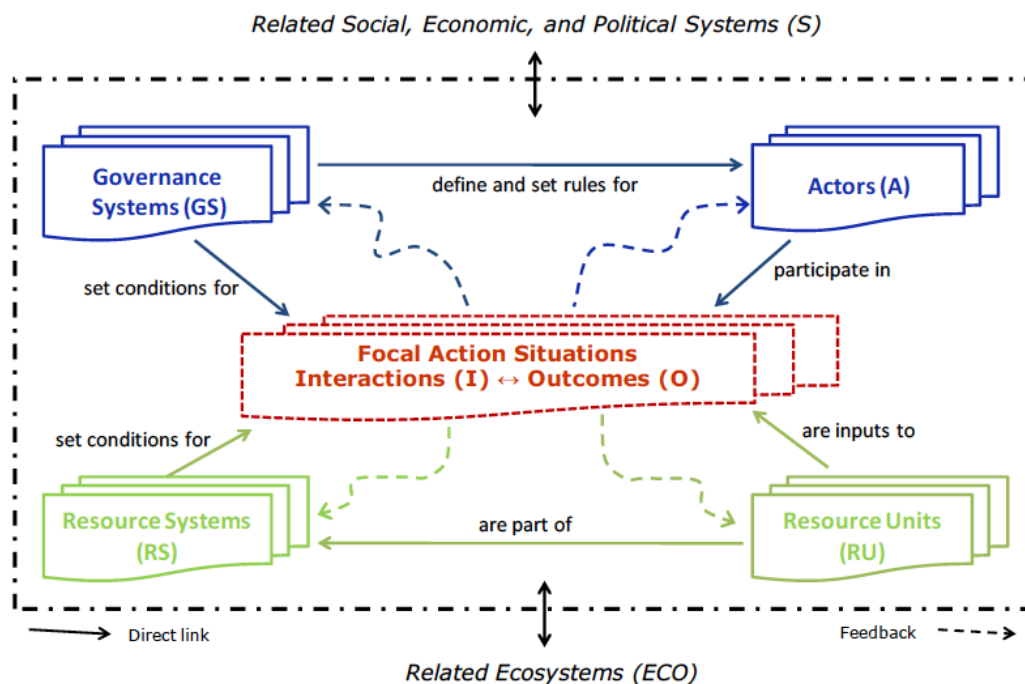 Related Social, Economic, and Political Systems (S)
Governance
Systems (GS)
define and set rules for
Actors (A)
set conditions for
participate in
Focal Action Situations
Interactions (I) ↔ Outcomes (O)
set conditions for
are inputs to
Resource Systems
(RS)
are part of
Resource Units
(RU)
Direct link
Feedback
Related Ecosystems (ECO)